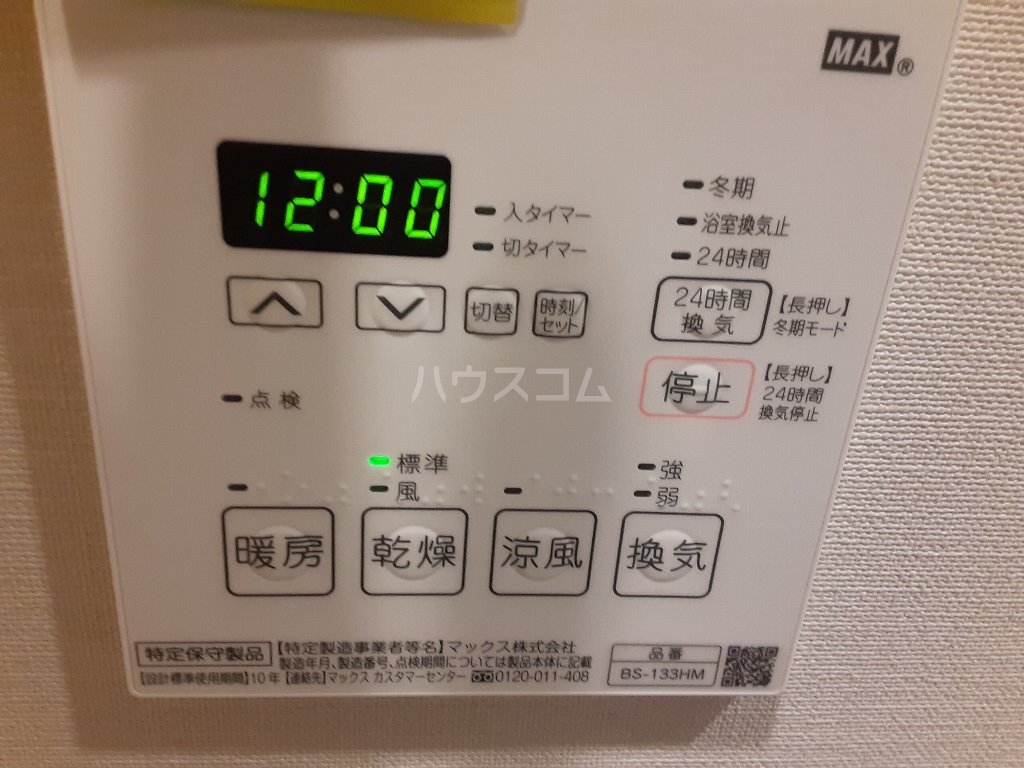 MAX®
12:00
入タイマー
切タイマー
冬期
浴室換気止
24時間
切替
時刻/
セット
24時間
換気
【長押し】
冬期モード
停止
【長押し】
24時間
換気停止
点検
ハウスコム
標準
風
強
弱
暖房
乾燥
涼風
換気
特定保守製品
【特定製造事業者等名】マックス株式会社
製造年月、製造番号、点検期間については製品本体に記載
【設計標準使用期間】10年【連絡先】マックス カスタマーセンター 0120-011-408
品番
BS-133HM